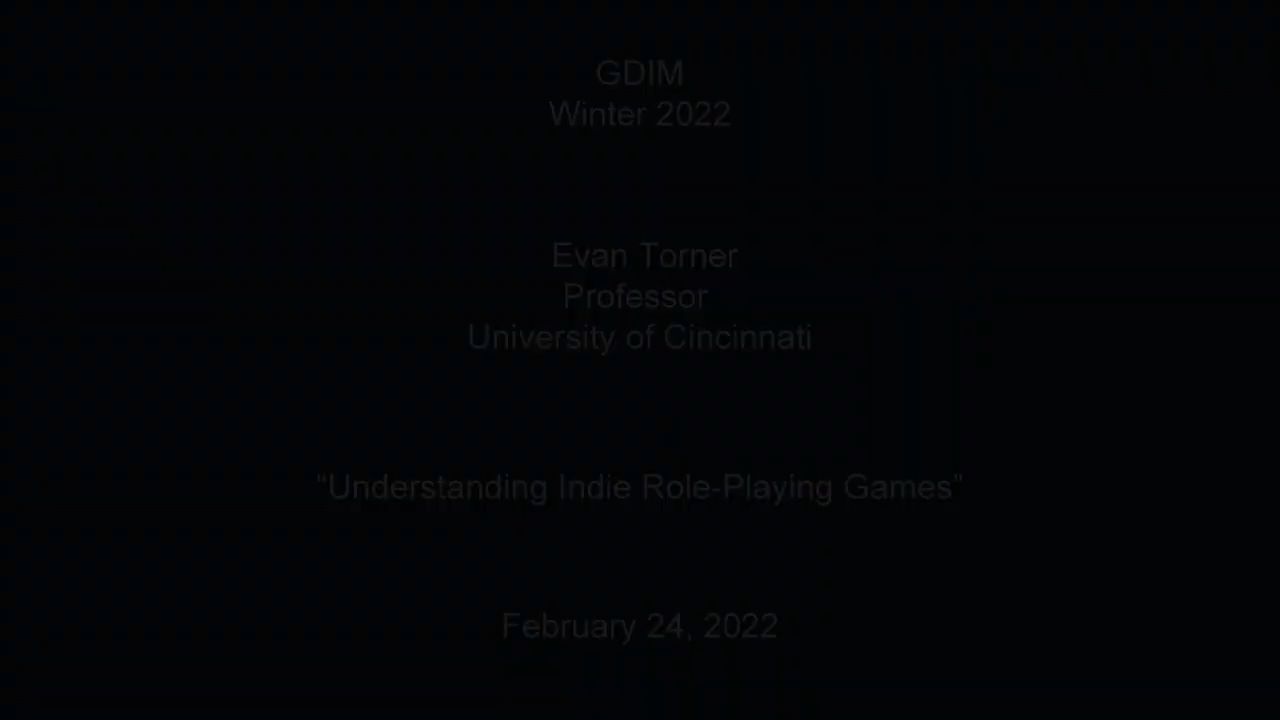 GDIM
Winter 2022
Evan Torner
Professor
University of Cincinnati
"Understanding Indie Role-Playing Games"
February 24, 2022